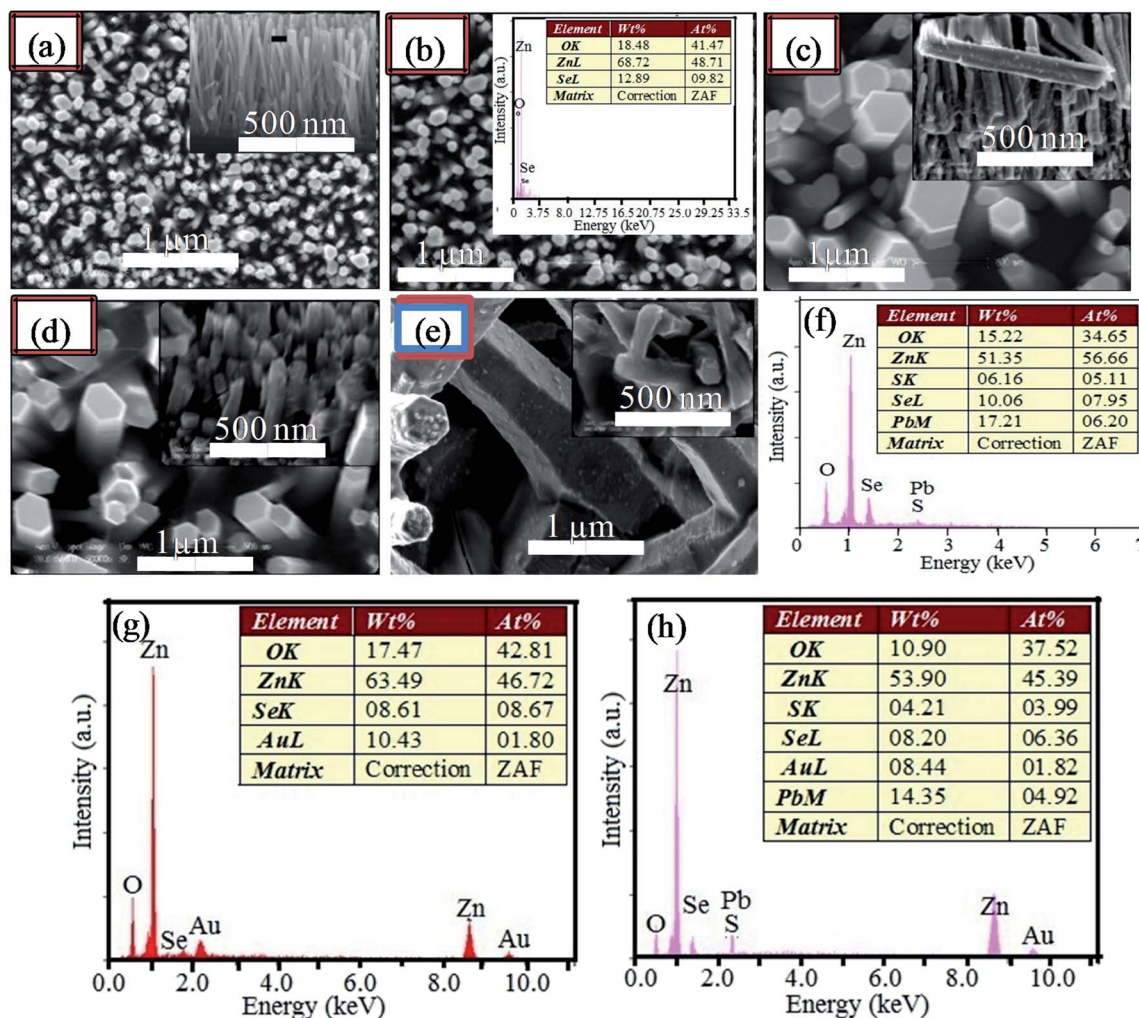 (a)
500 nm
1 µm
(b)
Element Wt% At%
OK 18.48 41.47
ZnL 68.72 48.71
SeL 12.89 09.82
Matrix Correction ZAF
Zn
O
Se
Se
Intensity (a.u.)
0 3.75 8.0 12.75 16.5 20.75 25.0 29.25 33.5
Energy (keV)
1 µm
(c)
500 nm
1 µm
(d)
500 nm
1µm
(e)
500 nm
1 µm
(f)
Element Wt% At%
OK 15.22 34.65
ZnK 51.35 56.66
SK 06.16 05.11
SeL 10.06 07.95
PbM 17.21 06.20
Matrix Correction ZAF
Zn
O
Se
Pb
S
Intensity (a.u.)
0 1 2 3 4 5 6 7
Energy (keV)
(g)
Element Wt% At%
OK 17.47 42.81
ZnK 63.49 46.72
SeK 08.61 08.67
AuL 10.43 01.80
Matrix Correction ZAF
Zn
O
Se
Au
Zn
Au
Intensity (a.u.)
0.0 2.0 4.0 6.0 8.0 10.0
Energy (keV)
(h)
Element Wt% At%
OK 10.90 37.52
ZnK 53.90 45.39
SK 04.21 03.99
SeL 08.20 06.36
AuL 08.44 01.82
PbM 14.35 04.92
Matrix Correction ZAF
Zn
O
Se
Pb
S
Zn
Au
Intensity (a.u.)
0.0 2.0 4.0 6.0 8.0 10.0
Energy (keV)